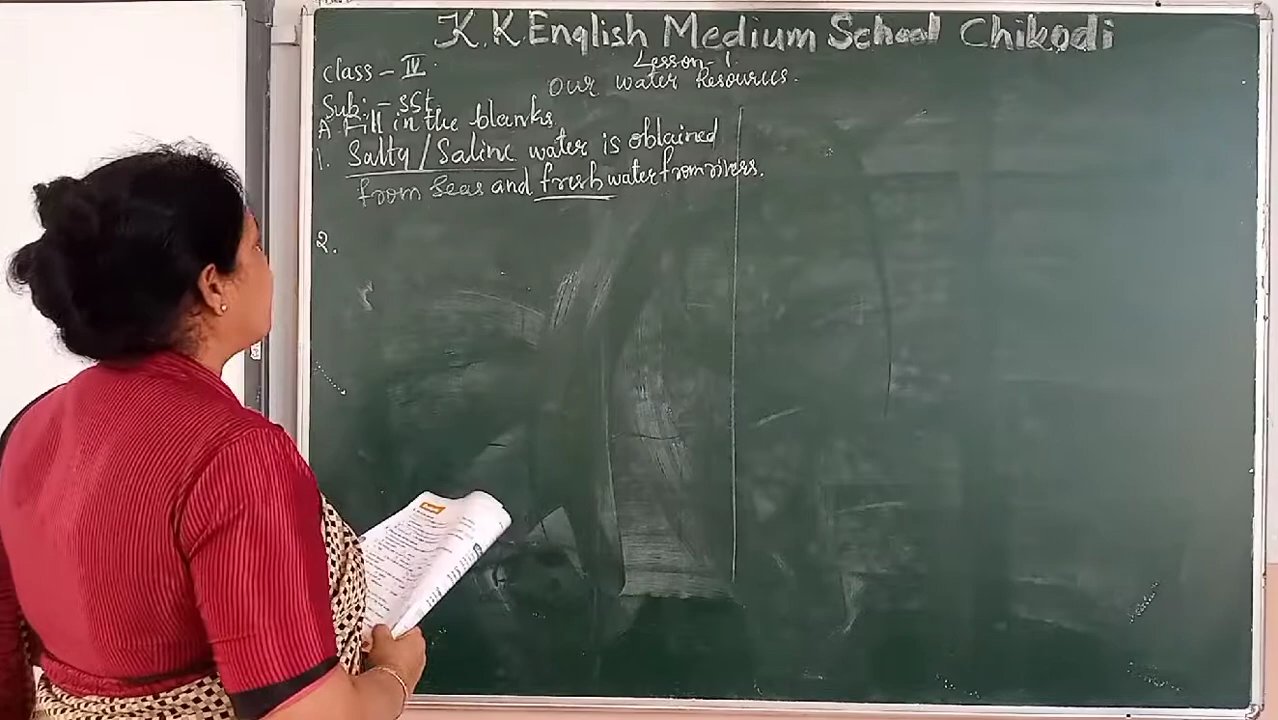 K.K.English Medium School Chikodi
Lesson-1.
Our water Resources.
Class - IV
Sub: - SSt.
A. Fill in the blanks
1. Salty/Saline water is obtained
from Seas and fresh water from rivers.
2.